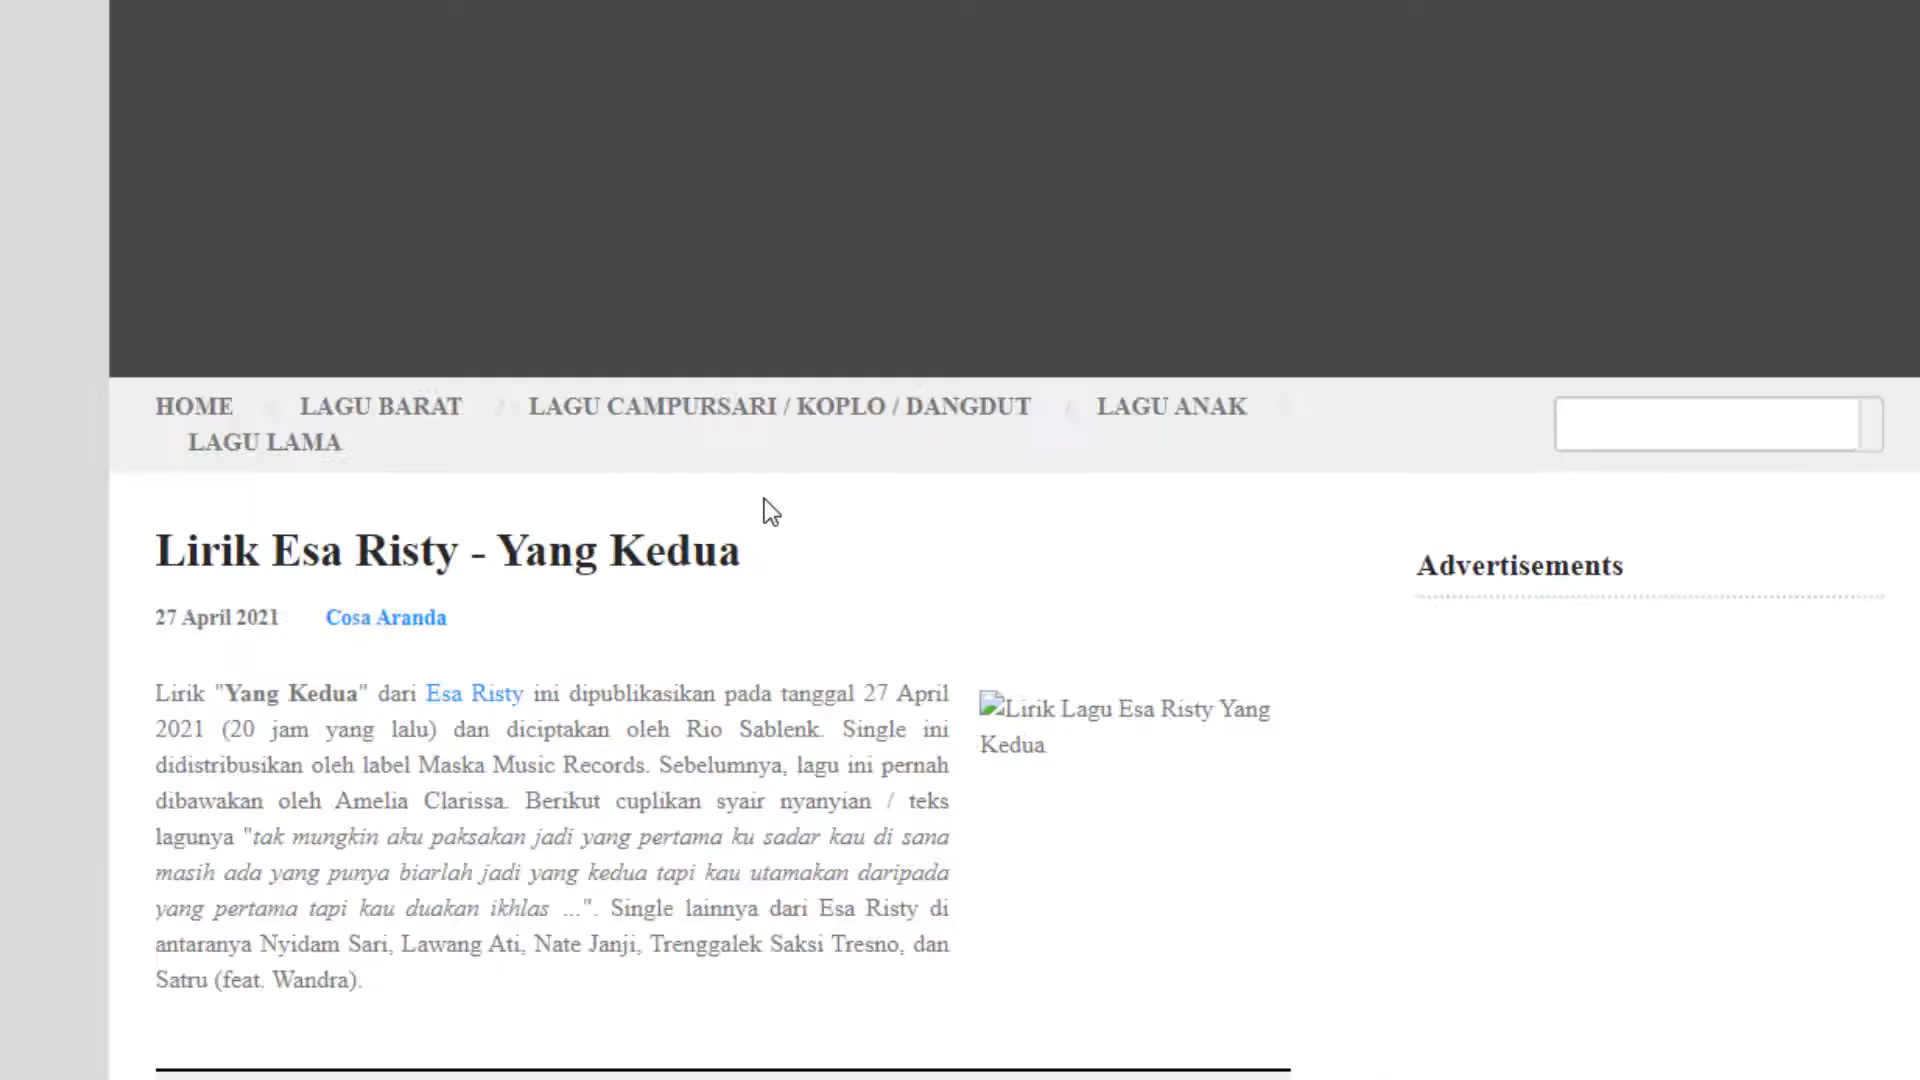 HOME / LAGU BARAT / LAGU CAMPURSARI / KOPLO / DANGDUT / LAGU ANAK /
LAGU LAMA
Lirik Esa Risty - Yang Kedua
Advertisements
27 April 2021 Cosa Aranda
Lirik "Yang Kedua" dari Esa Risty ini dipublikasikan pada tanggal 27 April
2021 (20 jam yang lalu) dan diciptakan oleh Rio Sablenk. Single ini
didistribusikan oleh label Maska Music Records. Sebelumnya, lagu ini pernah
dibawakan oleh Amelia Clarissa. Berikut cuplikan syair nyanyian / teks
lagunya "tak mungkin aku paksakan jadi yang pertama ku sadar kau di sana
masih ada yang punya biarlah jadi yang kedua tapi kau utamakan daripada
yang pertama tapi kau duakan ikhlas ...". Single lainnya dari Esa Risty di
antaranya Nyidam Sari, Lawang Ati, Nate Janji, Trenggalek Saksi Tresno, dan
Satru (feat. Wandra).
Lirik Lagu Esa Risty Yang
Kedua